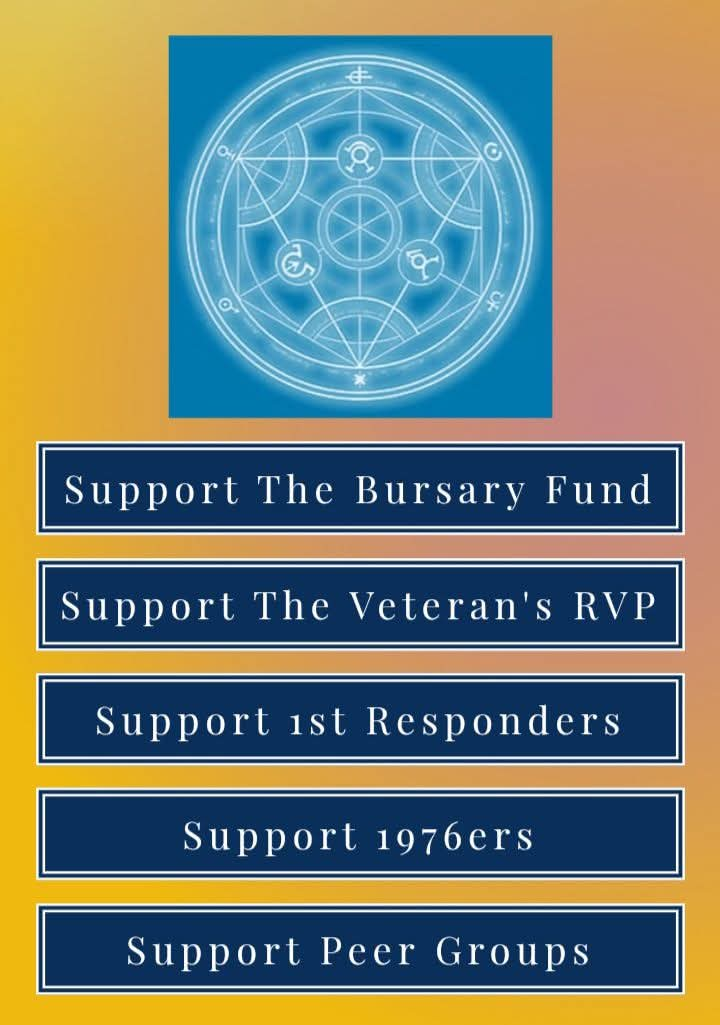 Support The Bursary Fund
Support The Veteran's RVP
Support 1st Responders
Support 1976ers
Support Peer Groups